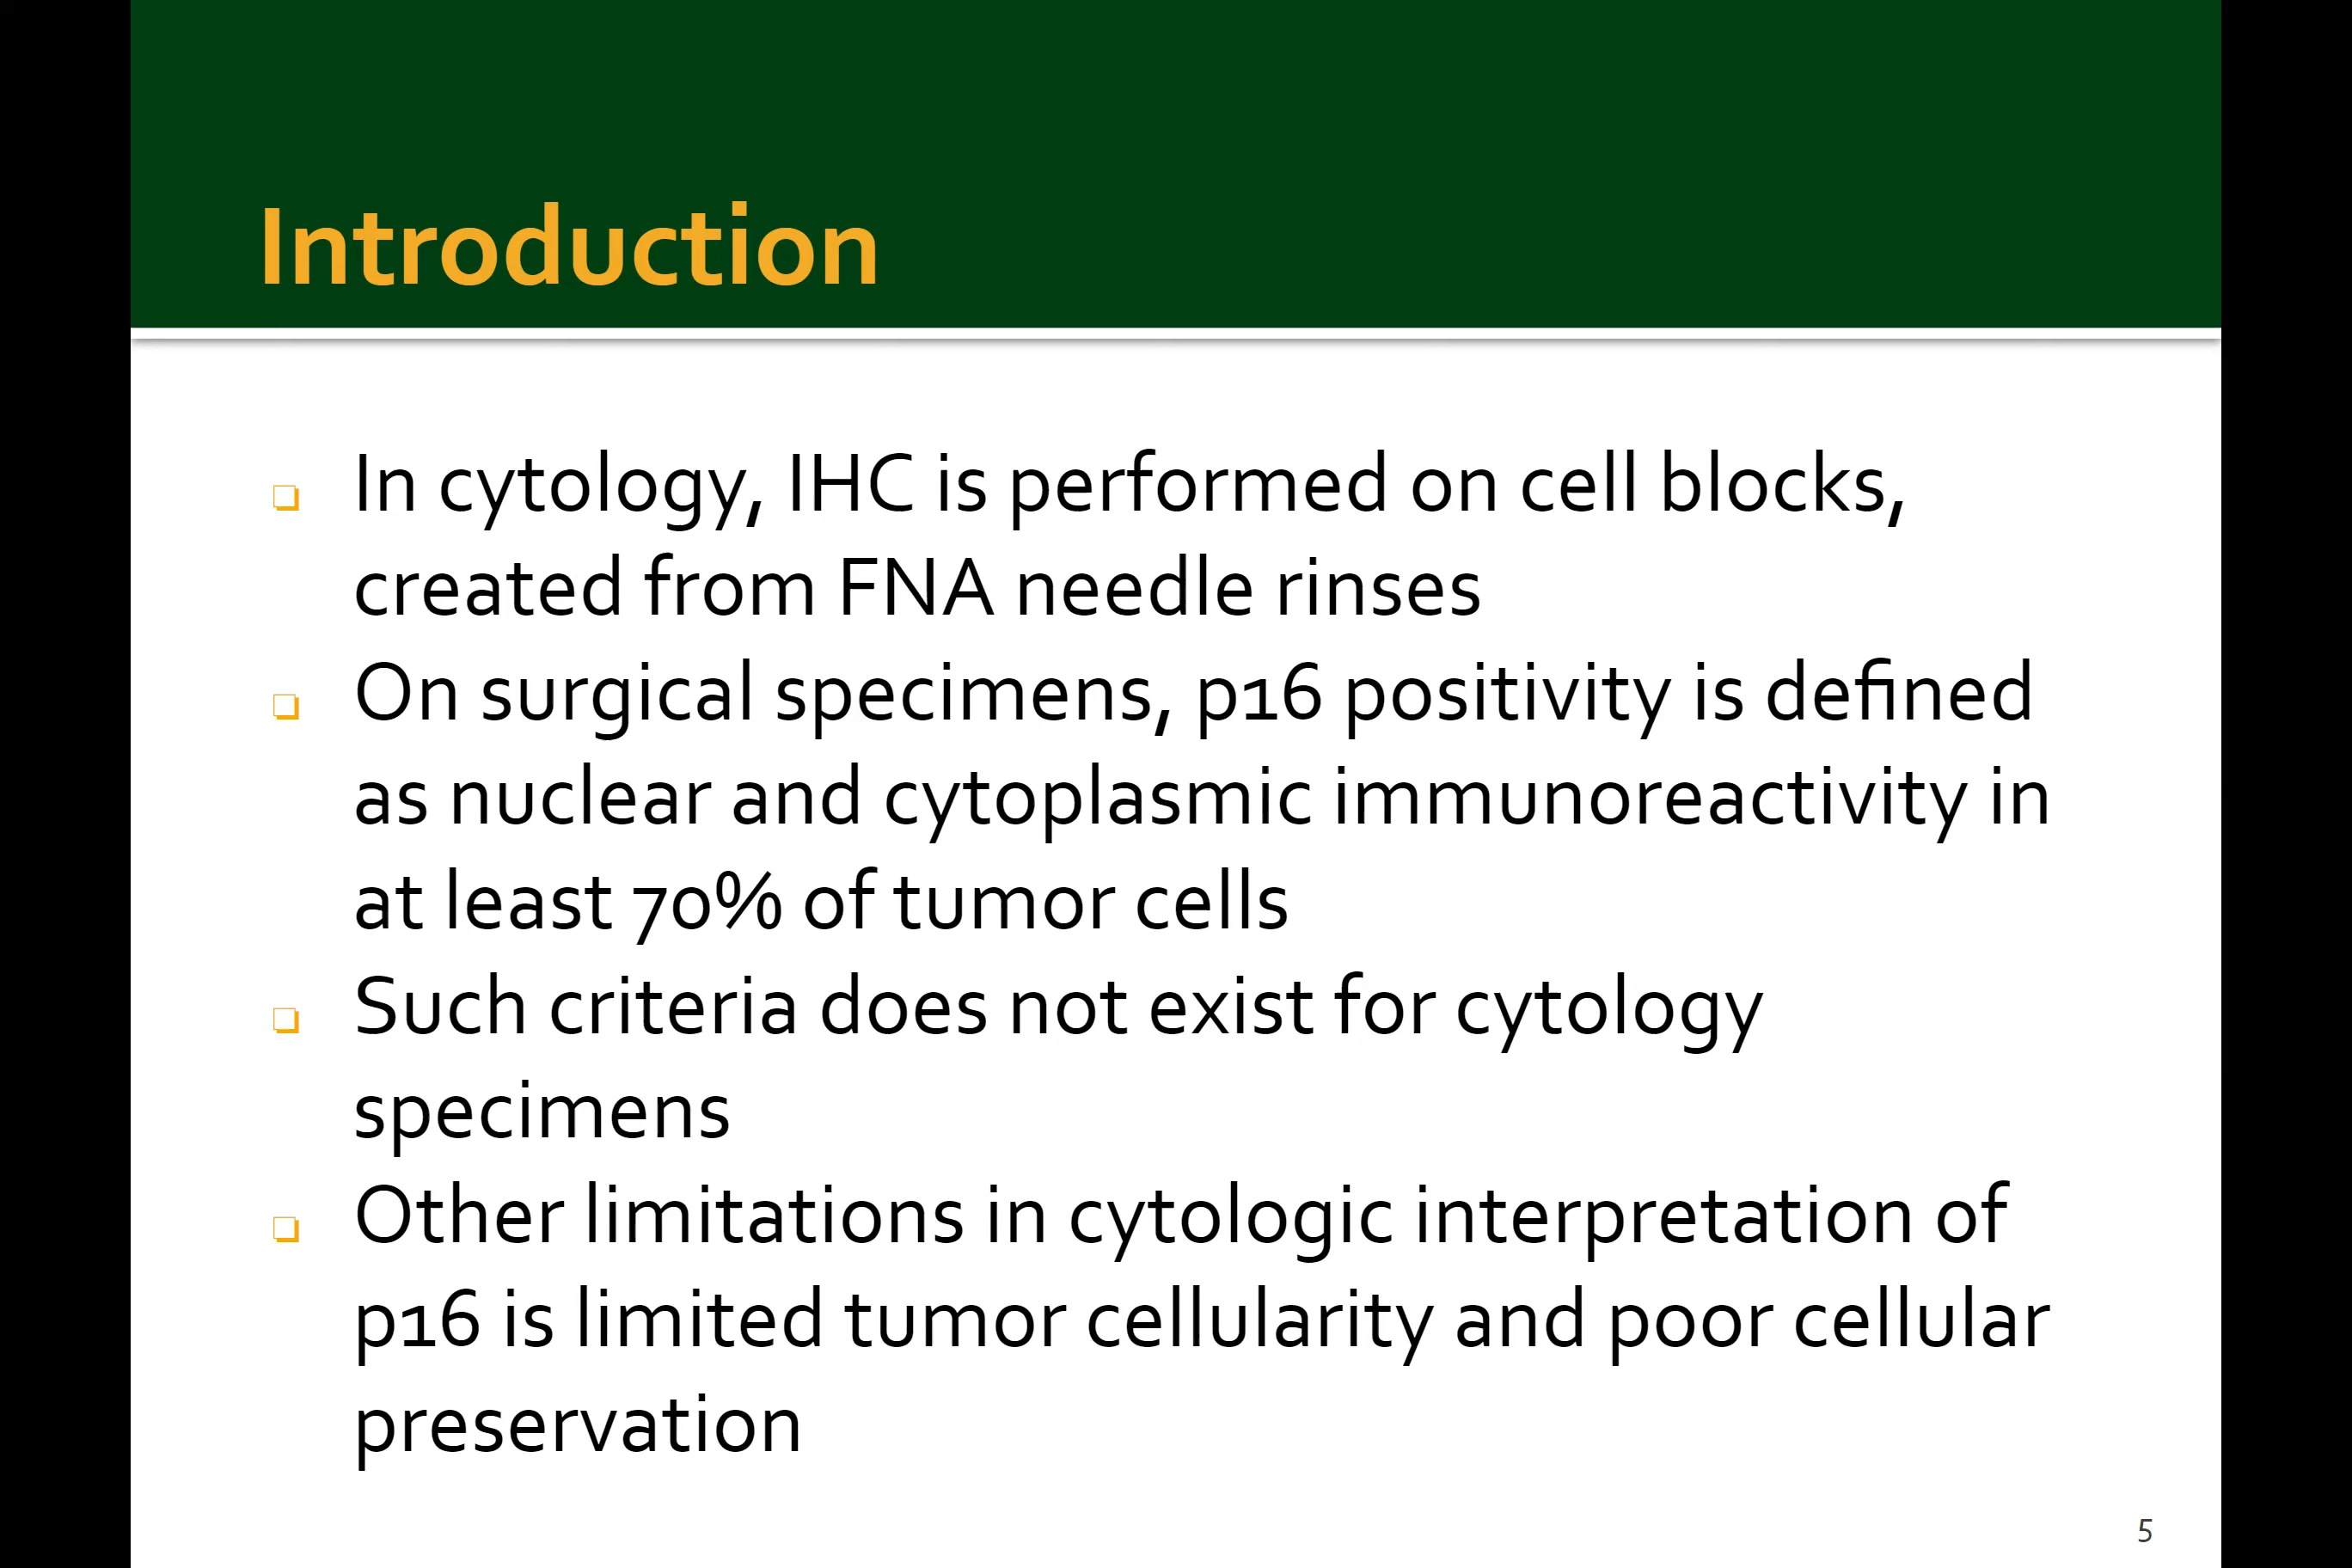 Introduction
In cytology, IHC is performed on cell blocks,
created from FNA needle rinses
On surgical specimens, p16 positivity is defined
as nuclear and cytoplasmic immunoreactivity in
at least 70% of tumor cells
Such criteria does not exist for cytology
specimens
Other limitations in cytologic interpretation of
p16 is limited tumor cellularity and poor cellular
preservation
5